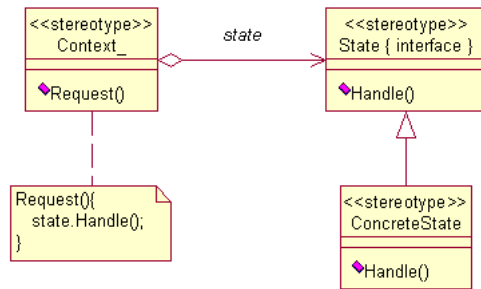 <<stereotype>>
Context_
Request()
state
<<stereotype>>
State { interface }
Handle()
Request(){
state.Handle();
}
<<stereotype>>
ConcreteState
Handle()